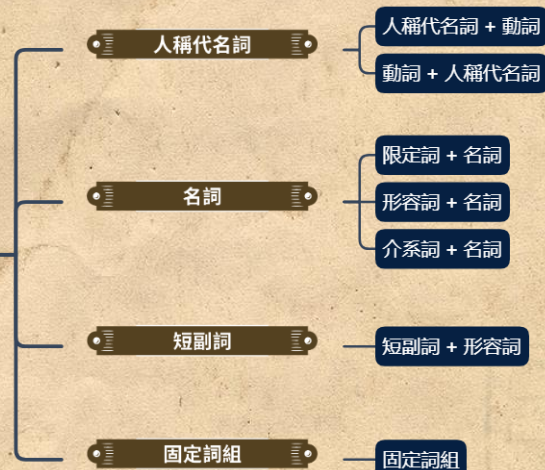 人稱代名詞
人稱代名詞 + 動詞
動詞 + 人稱代名詞
名詞
限定詞 + 名詞
形容詞 + 名詞
介系詞 + 名詞
短副詞
短副詞 + 形容詞
固定詞組
固定詞組